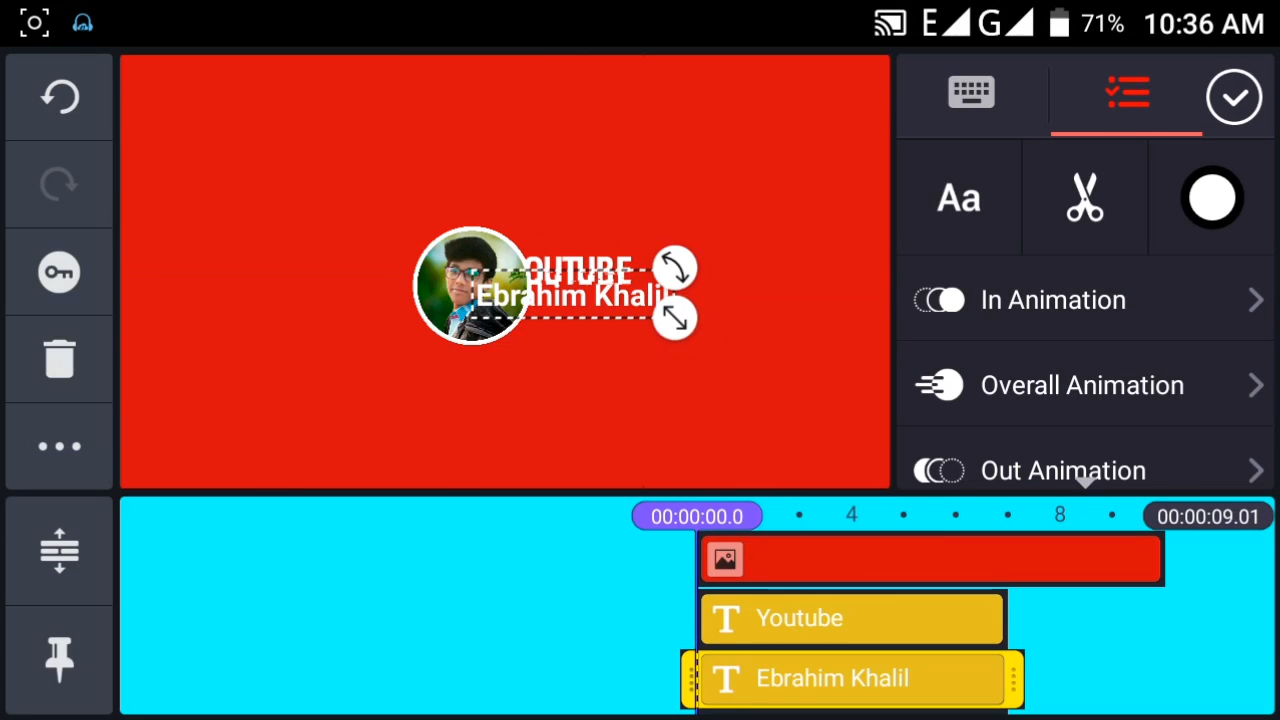 E G 71% 10:36 AM
OUTUBE
Ebrahim Khalil
Aa
In Animation
Overall Animation
Out Animation
00:00:00.0 4 8 00:00:09.01
T Youtube
T Ebrahim Khalil